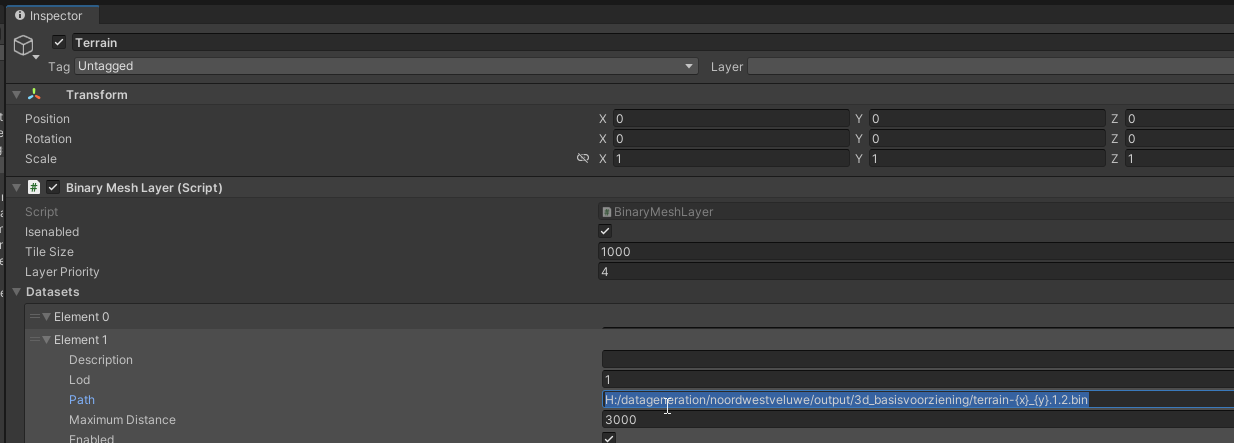 Inspector
Terrain
Tag Untagged Layer
Transform
Position X 0 Y 0 Z 0
Rotation X 0 Y 0 Z 0
Scale X 1 Y 1 Z 1
# Binary Mesh Layer (Script)
Script BinaryMeshLayer
Isenabled
Tile Size 1000
Layer Priority 4
Datasets
Element 0
Element 1
Description
Lod 1
Path H:/datageneration/noordwestveluwe/output/3d_basisvoorziening/terrain-{x}_{y}.1.2.bin
Maximum Distance 3000
Enabled